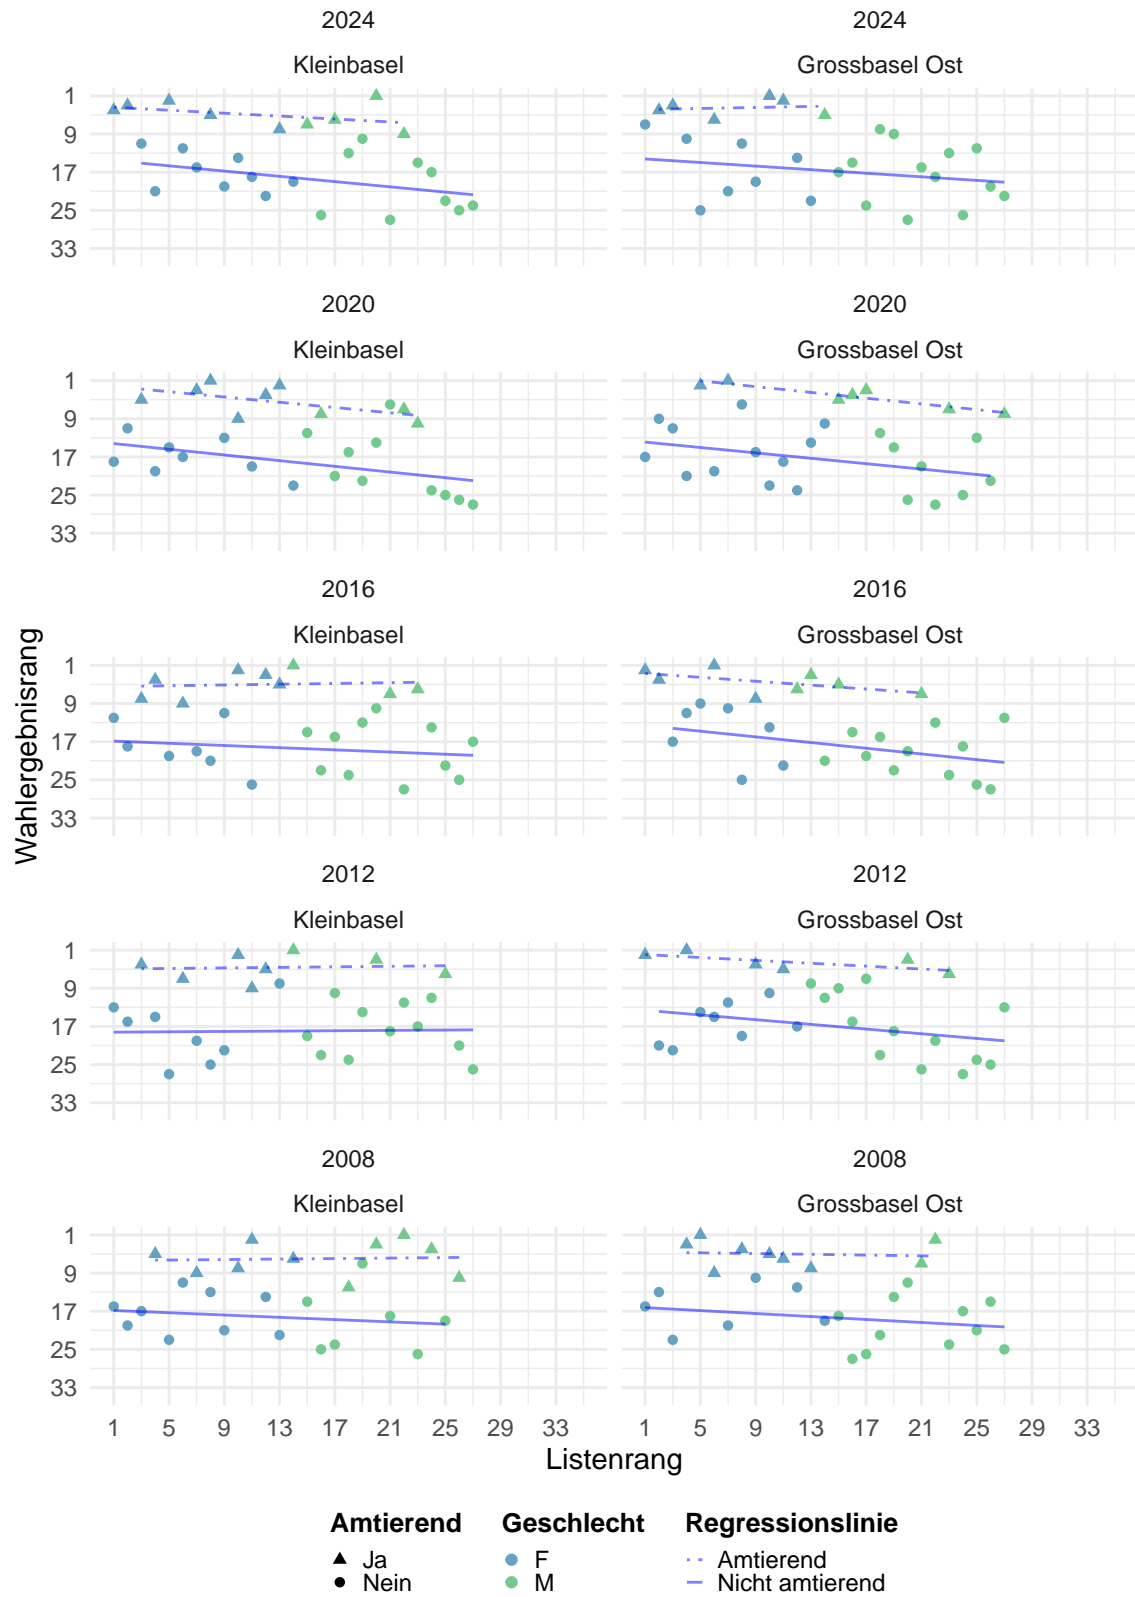 2024 2024
Kleinbasel Grossbasel Ost
1
9
17
25
33
2020 2020
Kleinbasel Grossbasel Ost
1
9
17
25
33
2016 2016
Kleinbasel Grossbasel Ost
1
9
17
25
33
Wahlergebnisrang
2012 2012
Kleinbasel Grossbasel Ost
1
9
17
25
33
2008 2008
Kleinbasel Grossbasel Ost
1
9
17
25
33
1 5 9 13 17 21 25 29 33 1 5 9 13 17 21 25 29 33
Listenrang
Amtierend Geschlecht Regressionslinie
Ja F Amtierend
Nein M Nicht amtierend